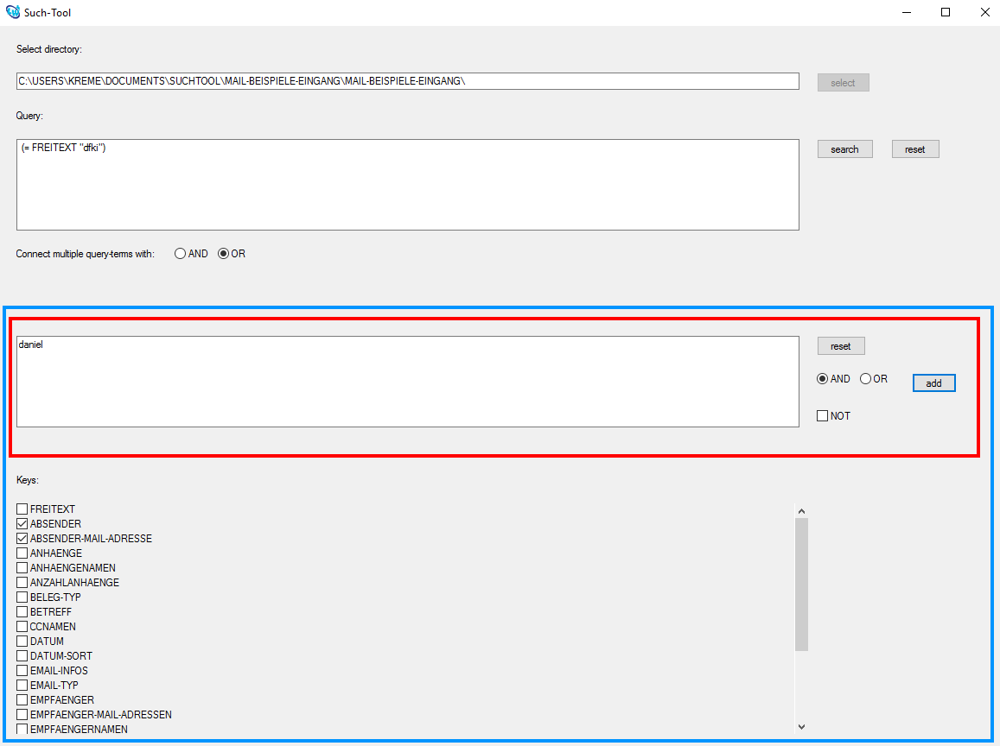 Such-Tool
Select directory:
C:\USERS\KREME\DOCUMENTS\SUCHTOOL\MAIL-BEISPIELE-EINGANG\MAIL-BEISPIELE-EINGANG\
select
Query:
(= FREITEXT "dfki")
search
reset
Connect multiple query-terms with:
AND
OR
daniel
reset
AND
OR
add
NOT
Keys:
FREITEXT
ABSENDER
ABSENDER-MAIL-ADRESSE
ANHAENGE
ANHAENGENAMEN
ANZAHLANHAENGE
BELEG-TYP
BETREFF
CCNAMEN
DATUM
DATUM-SORT
EMAIL-INFOS
EMAIL-TYP
EMPFAENGER
EMPFAENGER-MAIL-ADRESSEN
EMPFAENGERNAMEN